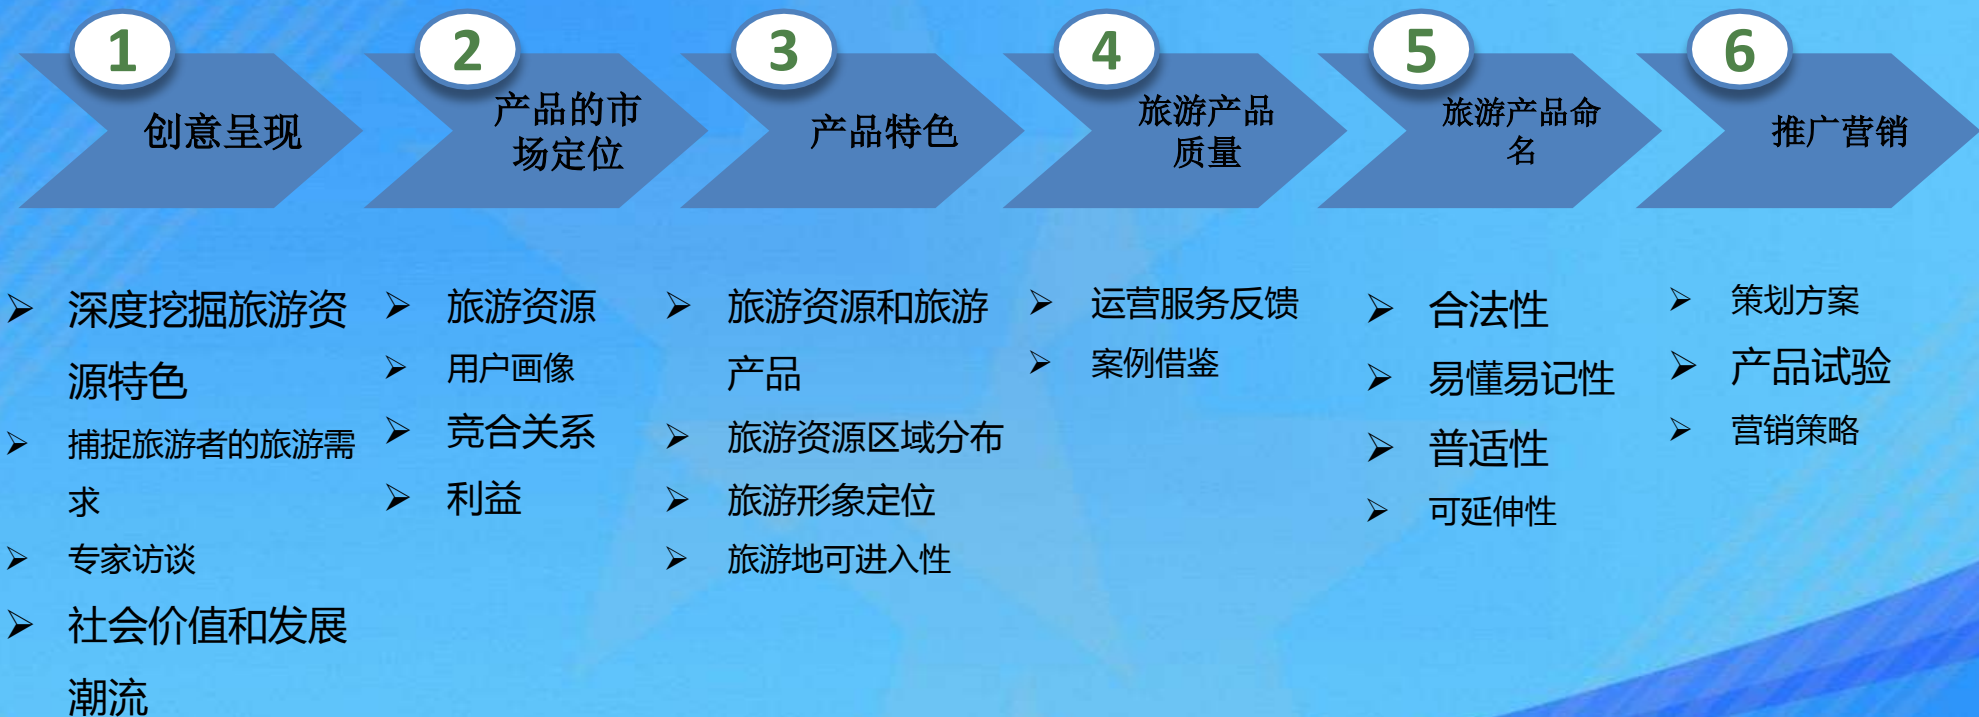 1
创意呈现
2
产品的市
场定位
3
产品特色
4
旅游产品
质量
5
旅游产品命
名
6
推广营销
深度挖掘旅游资
源特色
捕捉旅游者的旅游需
求
专家访谈
社会价值和发展
潮流
旅游资源
用户画像
竞合关系
利益
旅游资源和旅游
产品
旅游资源区域分布
旅游形象定位
旅游地可进入性
运营服务反馈
案例借鉴
合法性
易懂易记性
普适性
可延伸性
策划方案
产品试验
营销策略